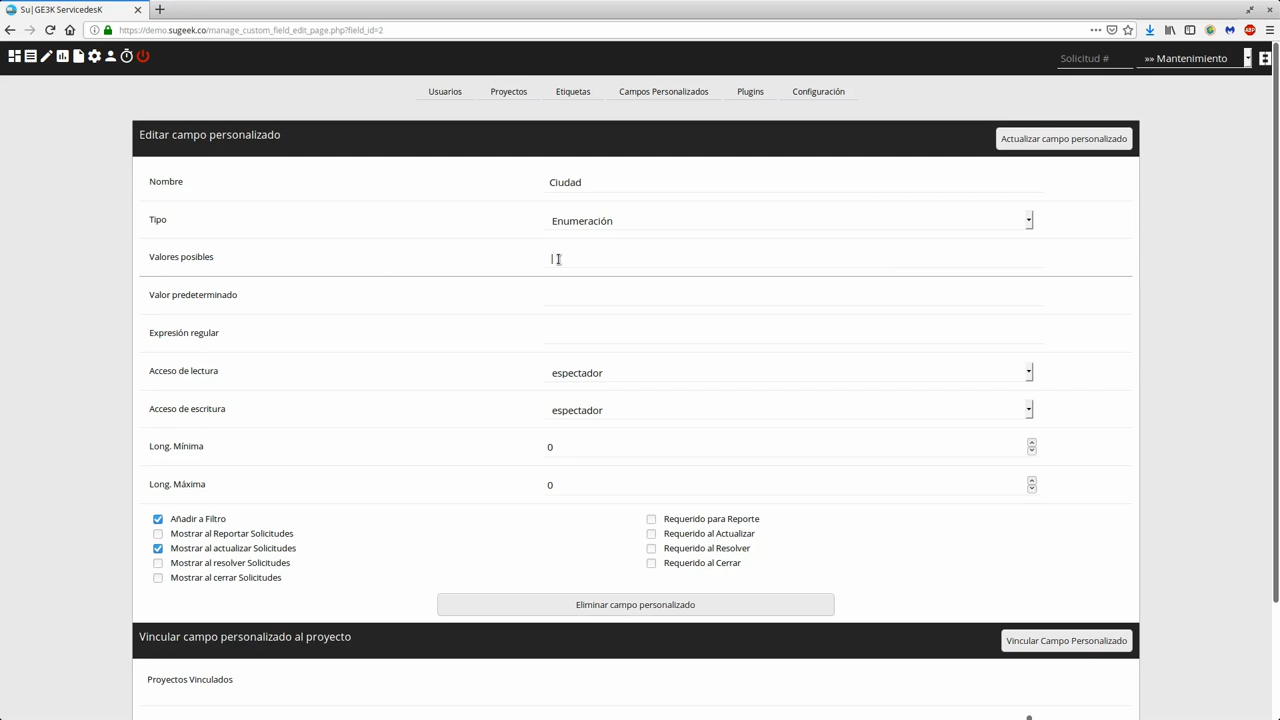 Su|GE3K ServicedesK
https://demo.sugeek.co/manage_custom_field_edit_page.php?field_id=2
Solicitud #
»» Mantenimiento
Usuarios
Proyectos
Etiquetas
Campos Personalizados
Plugins
Configuración
Editar campo personalizado
Actualizar campo personalizado
Nombre
Ciudad
Tipo
Enumeración
Valores posibles
Valor predeterminado
Expresión regular
Acceso de lectura
espectador
Acceso de escritura
espectador
Long. Mínima
0
Long. Máxima
0
Añadir a Filtro
Requerido para Reporte
Mostrar al Reportar Solicitudes
Requerido al Actualizar
Mostrar al actualizar Solicitudes
Requerido al Resolver
Mostrar al resolver Solicitudes
Requerido al Cerrar
Mostrar al cerrar Solicitudes
Eliminar campo personalizado
Vincular campo personalizado al proyecto
Vincular Campo Personalizado
Proyectos Vinculados